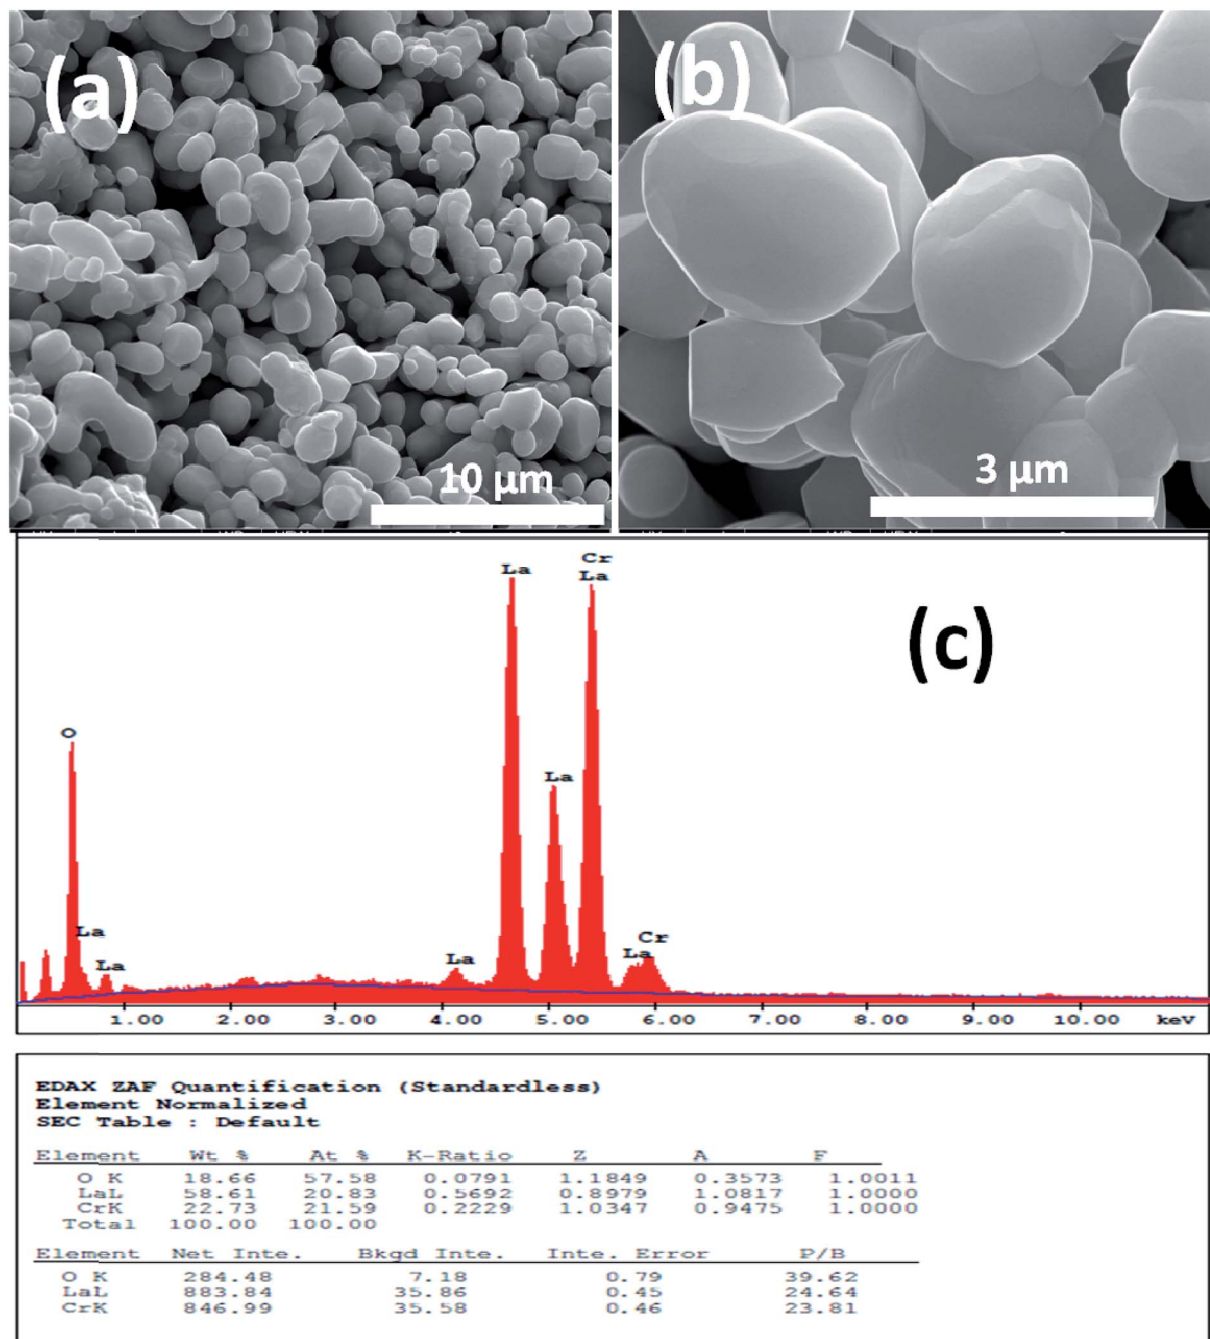 (a)
(b)
10 µm
3 µm
(c)
La
Cr
La
O
La
La
La
La
La
Cr
1.00 2.00 3.00 4.00 5.00 6.00 7.00 8.00 9.00 10.00 keV
EDAX ZAF Quantification (Standardless)
Element Normalized
SEC Table : Default
Element Wt % At % K-Ratio Z A F
O K 18.66 57.58 0.0791 1.1849 0.3573 1.0011
LaL 58.61 20.83 0.5692 0.8979 1.0817 1.0000
CrK 22.73 21.59 0.2229 1.0347 0.9475 1.0000
Total 100.00 100.00
Element Net Inte. Bkgd Inte. Inte. Error P/B
O K 284.48 7.18 0.79 39.62
LaL 883.84 35.86 0.45 24.64
CrK 846.99 35.58 0.46 23.81